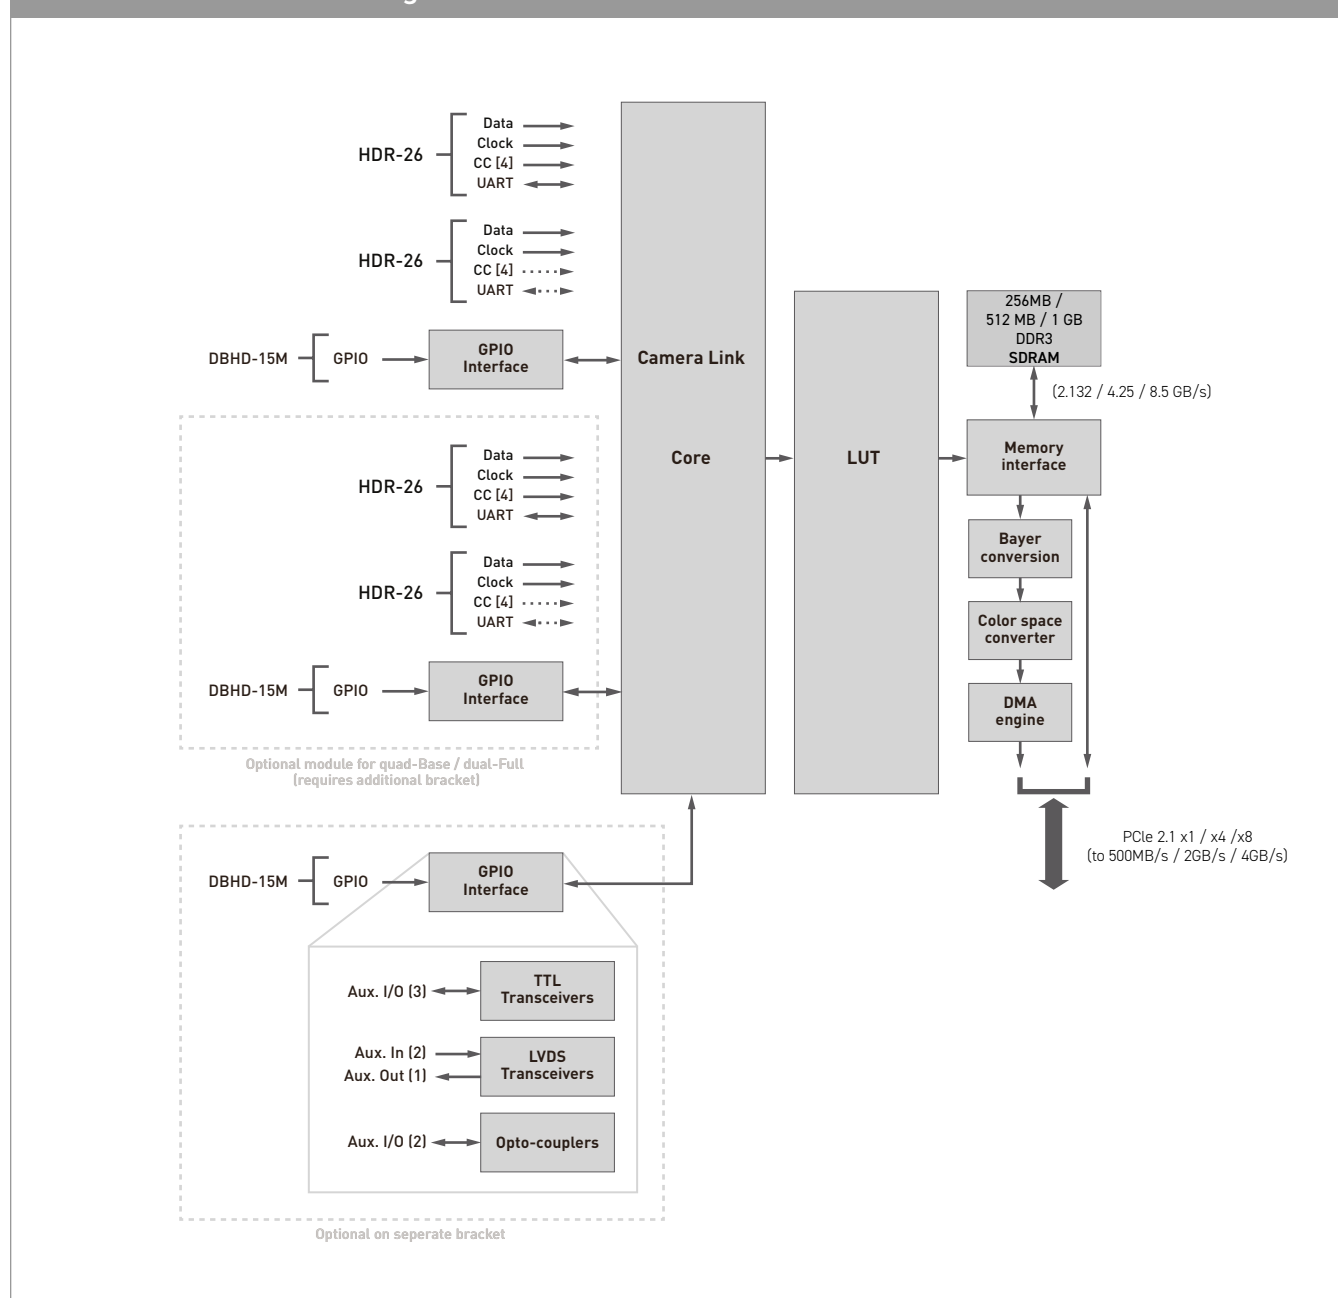 HDR-26
Data
Clock
CC [4]
UART
HDR-26
Data
Clock
CC [4]
UART
DBHD-15M
GPIO
GPIO
Interface
Camera Link
Core
LUT
256MB /
512 MB / 1 GB
DDR3
SDRAM
(2.132 / 4.25 / 8.5 GB/s)
Memory
interface
Bayer
conversion
Color space
converter
DMA
engine
PCIe 2.1 x1 / x4 /x8
(to 500MB/s / 2GB/s / 4GB/s)
HDR-26
Data
Clock
CC [4]
UART
HDR-26
Data
Clock
CC [4]
UART
DBHD-15M
GPIO
GPIO
Interface
Optional module for quad-Base / dual-Full
(requires additional bracket)
DBHD-15M
GPIO
GPIO
Interface
Aux. I/O (3)
TTL
Transceivers
Aux. In (2)
Aux. Out (1)
LVDS
Transceivers
Aux. I/O (2)
Opto-couplers
Optional on seperate bracket